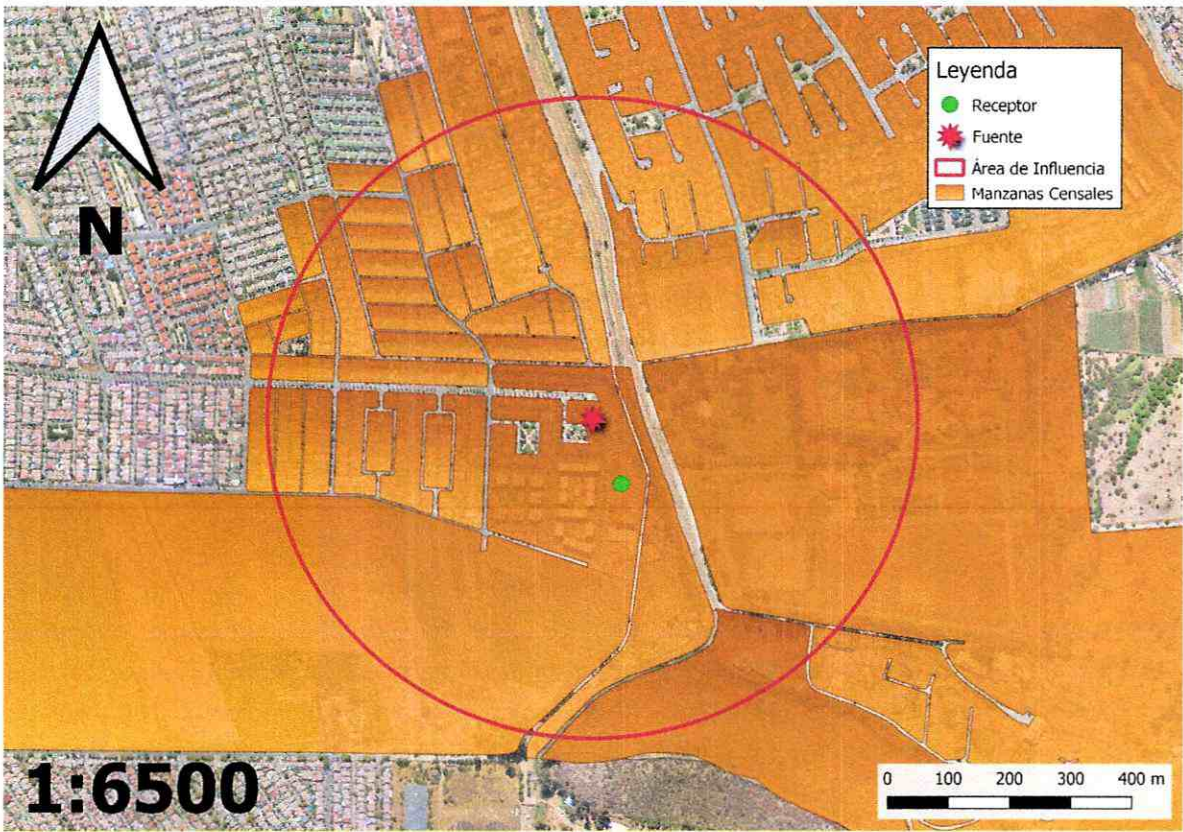 N
Leyenda
Receptor
Fuente
Área de Influencia
Manzanas Censales
1:6500
0 100 200 300 400 m